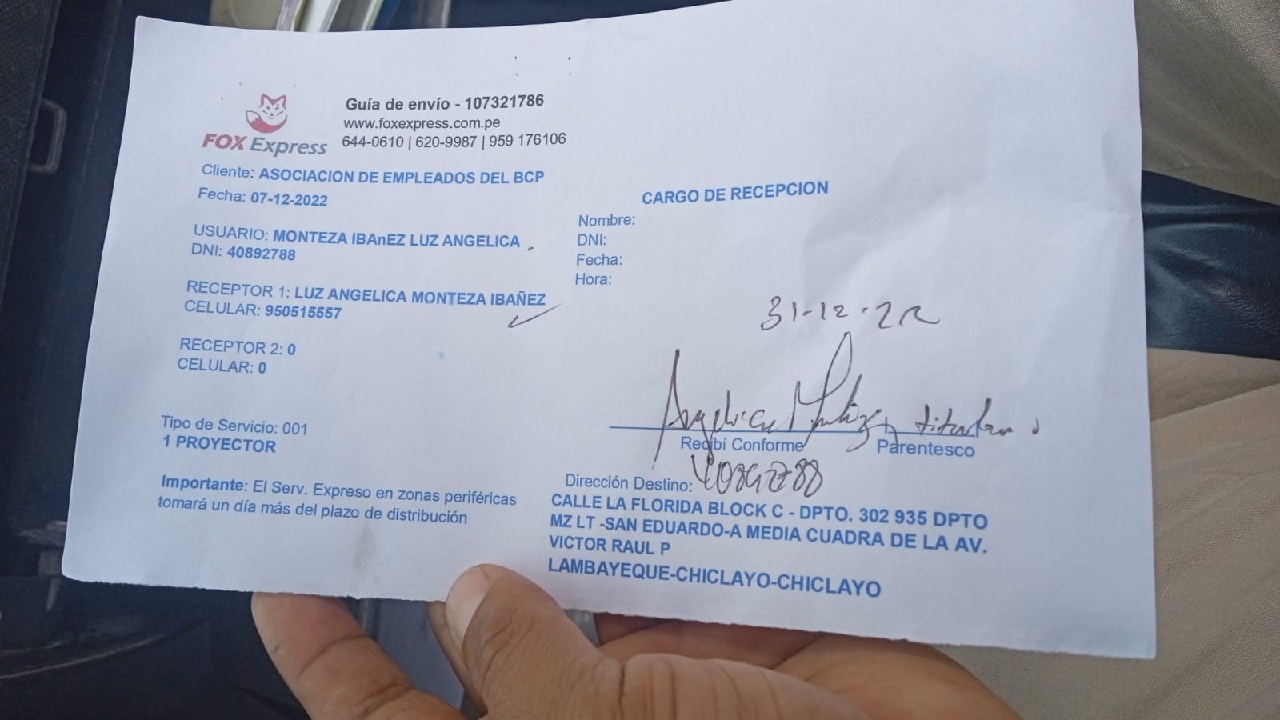 FOX Express
Guía de envío - 107321786
www.foxexpress.com.pe
644-0610 | 620-9987 | 959 176106
Cliente: ASOCIACION DE EMPLEADOS DEL BCP
Fecha: 07-12-2022
USUARIO: MONTEZA IBAnEZ LUZ ANGELICA
DNI: 40892788
RECEPTOR 1: LUZ ANGELICA MONTEZA IBAÑEZ
CELULAR: 950515557
RECEPTOR 2: 0
CELULAR: 0
Tipo de Servicio: 001
1 PROYECTOR
Importante: El Serv. Expreso en zonas periféricas
tomará un día más del plazo de distribución
CARGO DE RECEPCION
Nombre:
DNI:
Fecha:
Hora:
31-12-22
Angelica
Recibí Conforme
Parentesco
Dirección Destino: 40892788
CALLE LA FLORIDA BLOCK C - DPTO. 302 935 DPTO
MZ LT -SAN EDUARDO-A MEDIA CUADRA DE LA AV.
VICTOR RAUL P
LAMBAYEQUE-CHICLAYO-CHICLAYO